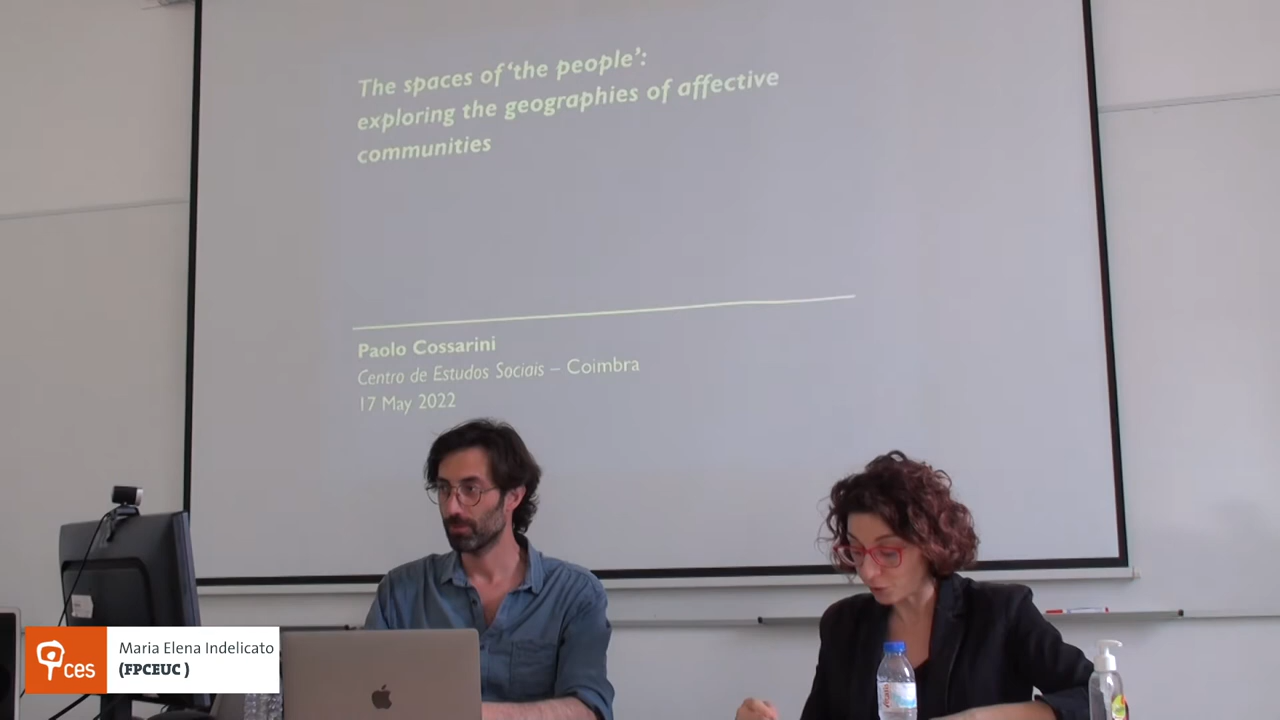 The spaces of ‘the people’:
exploring the geographies of affective
communities
Paolo Cossarini
Centro de Estudos Sociais – Coimbra
17 May 2022
ces
Maria Elena Indelicato
(FPCEUC )